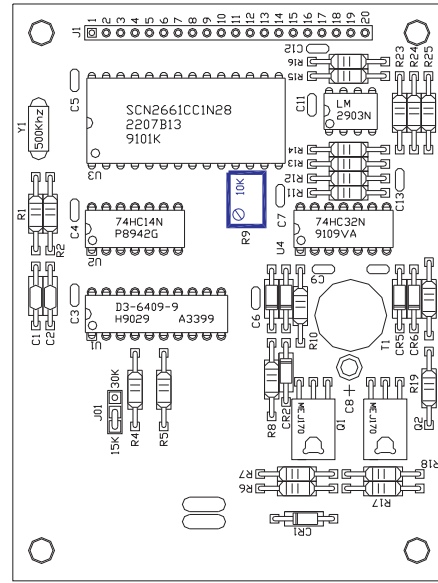 J1
1 2 3 4 5 6 7 8 9 10 11 12 13 14 15 16 17 18 19 20
C12
R16
R15
R23
R24
R25
C5
Y1
500Khz
SCN2661CC1N28
2207B13
9101K
U3
C11
LM
2903N
R14
R13
R12
R11
C13
10K
R9
R1
R2
C4
74HC14N
P8942G
U2
C7
74HC32N
9109VA
U4
C9
C1
C2
C3
D3-6409-9
H9029 A3399
U1
C6
R10
T1
CR5
CR6
J01
30K
15K
R4
R5
R8
CR2
C8
+
MEJ170
Q1
MEJ170
R19
Q2
R7
R6
R18
R17
CR1